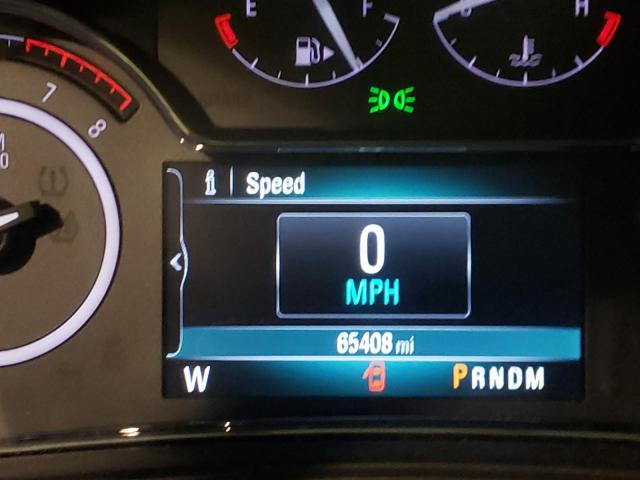 E F H
7
8
Speed
0
MPH
65408 mi
W PRNDM